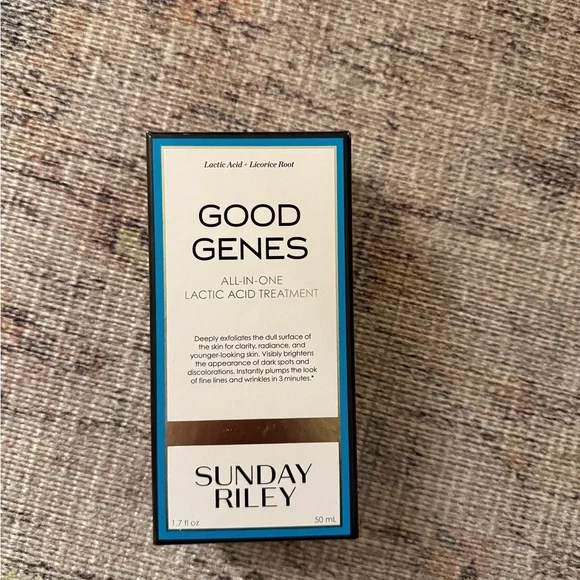 Lactic Acid + Licorice Root
GOOD
GENES
ALL-IN-ONE
LACTIC ACID TREATMENT
Deeply exfoliates the dull surface of
the skin for clarity, radiance, and
younger-looking skin. Visibly brightens
the appearance of dark spots and
discolorations. Instantly plumps the look
of fine lines and wrinkles in 3 minutes.*
SUNDAY
RILEY
1.7 fl oz 50 mL